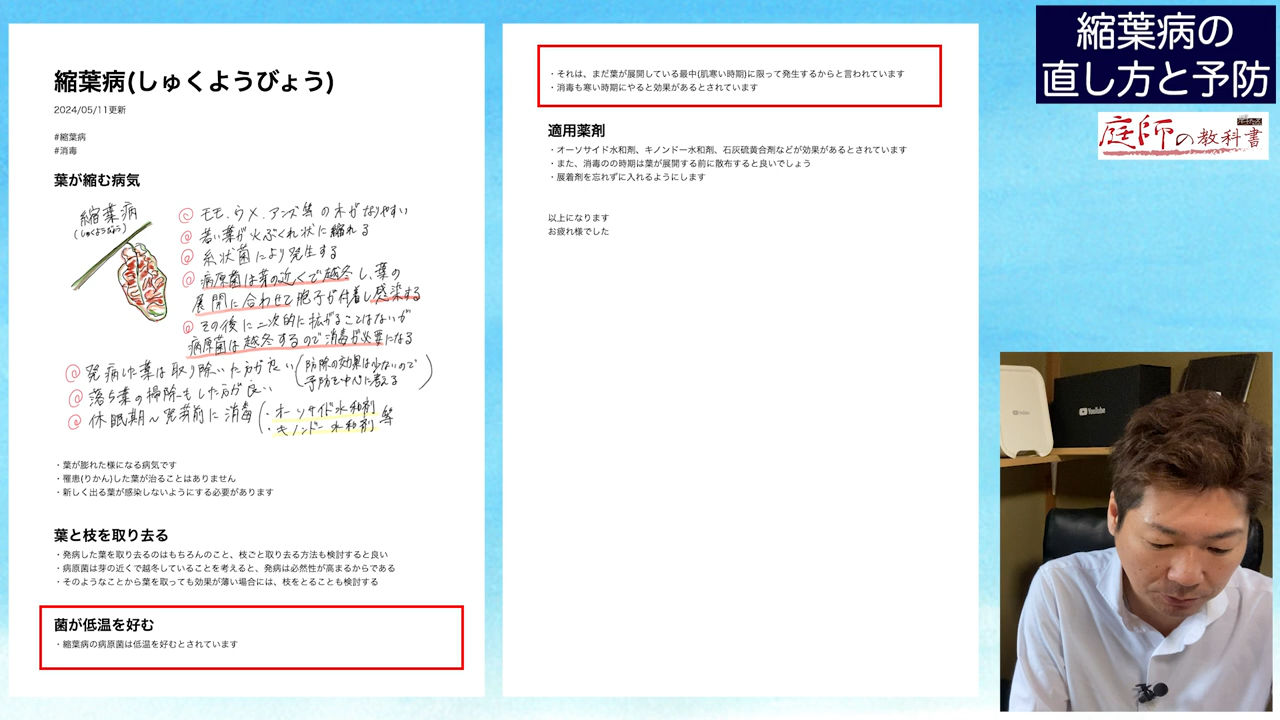 縮葉病(しゅくようびょう)
2024/05/11更新
#縮葉病
#消毒
葉が縮む病気
縮葉病
(しゅくようびょう)
モモ、ウメ、アンズ等の木がなりやすい
若い葉が火ぶくれ状に縮れる
糸状菌により発生する
病原菌は芽の近くで越冬し、葉の
展開に合わせて胞子が付着し感染する
その後に二次的に拡がることはないが
病原菌は越冬するので消毒が必要になる
発病した葉は取り除いた方が良い(防除の効果は少ないので
予防を中心に考える)
落ち葉の掃除もした方が良い
休眠期〜発芽前に消毒(・オーソサイド水和剤
・キノンドー水和剤 等
・葉が膨れた様になる病気です
・罹患(りかん)した葉が治ることはありません
・新しく出る葉が感染しないようにする必要があります
葉と枝を取り去る
・発病した葉を取り去るのはもちろんのこと、枝ごと取り去る方法も検討すると良い
・病原菌は芽の近くで越冬していることを考えると、発病は必然性が高まるからである
・そのようなことから葉を取っても効果が薄い場合には、枝をとることも検討する
菌が低温を好む
・縮葉病の病原菌は低温を好むとされています
・それは、まだ葉が展開している最中(肌寒い時期)に限って発生するからと言われています
・消毒も寒い時期にやると効果があるとされています
適用薬剤
・オーソサイド水和剤、キノンドー水和剤、石灰硫黄合剤などが効果があるとされています
・また、消毒のの時期は葉が展開する前に散布すると良いでしょう
・展着剤を忘れずに入れるようにします
以上になります
お疲れ様でした
縮葉病の
直し方と予防
庭師の教科書
YouTube
YouTube